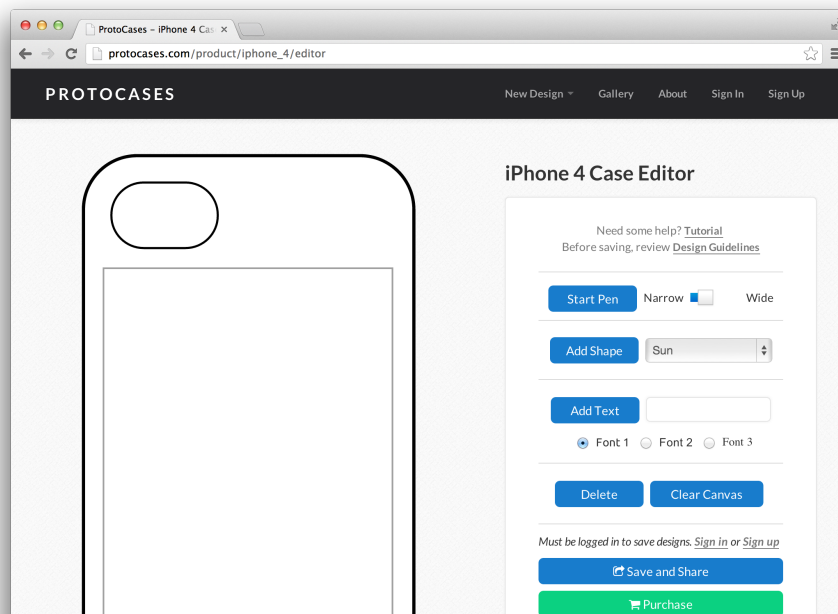 ProtoCases – iPhone 4 Cas
protocases.com/product/iphone_4/editor
PROTOCASES
New Design Gallery About Sign In Sign Up
iPhone 4 Case Editor
Need some help? Tutorial
Before saving, review Design Guidelines
Start Pen Narrow Wide
Add Shape Sun
Add Text
Font 1 Font 2 Font 3
Delete Clear Canvas
Must be logged in to save designs. Sign in or Sign up
Save and Share
Purchase